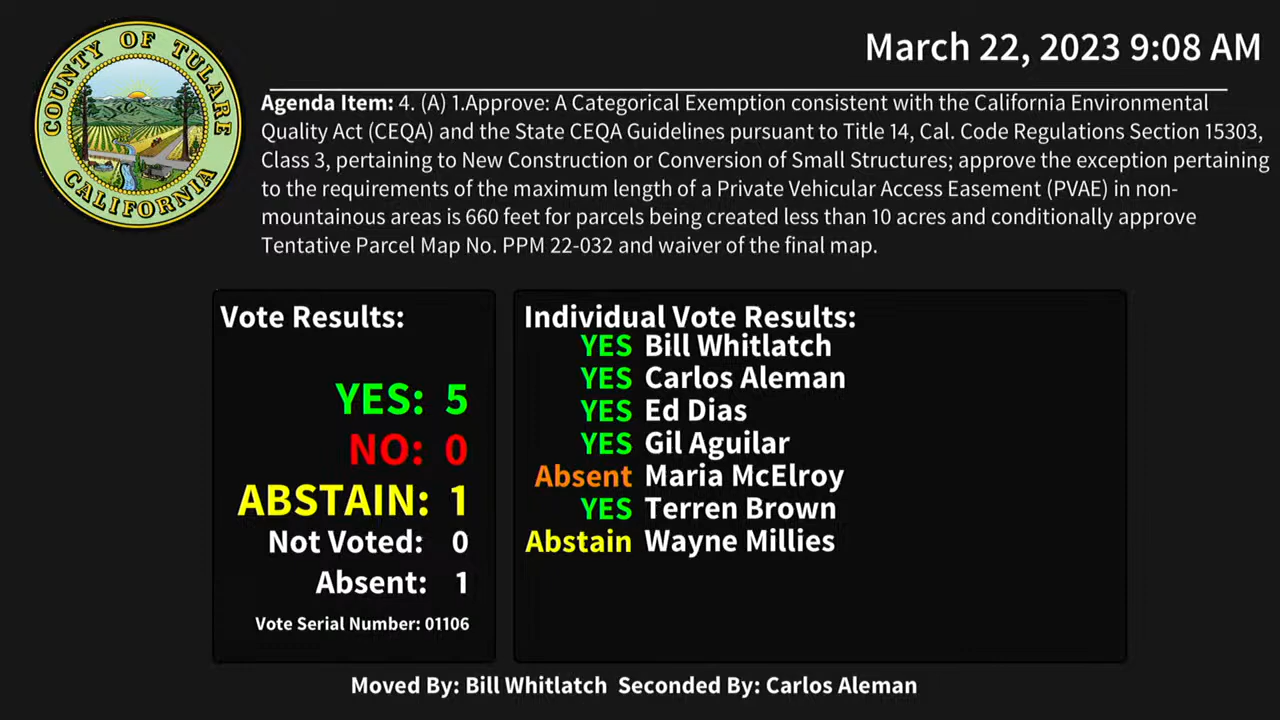 COUNTY OF TULARE
CALIFORNIA
March 22, 2023 9:08 AM
Agenda Item: 4. (A) 1.Approve: A Categorical Exemption consistent with the California Environmental
Quality Act (CEQA) and the State CEQA Guidelines pursuant to Title 14, Cal. Code Regulations Section 15303,
Class 3, pertaining to New Construction or Conversion of Small Structures; approve the exception pertaining
to the requirements of the maximum length of a Private Vehicular Access Easement (PVAE) in non-
mountainous areas is 660 feet for parcels being created less than 10 acres and conditionally approve
Tentative Parcel Map No. PPM 22-032 and waiver of the final map.
Vote Results:
YES: 5
NO: 0
ABSTAIN: 1
Not Voted: 0
Absent: 1
Vote Serial Number: 01106
Individual Vote Results:
YES Bill Whitlatch
YES Carlos Aleman
YES Ed Dias
YES Gil Aguilar
Absent Maria McElroy
YES Terren Brown
Abstain Wayne Millies
Moved By: Bill Whitlatch Seconded By: Carlos Aleman